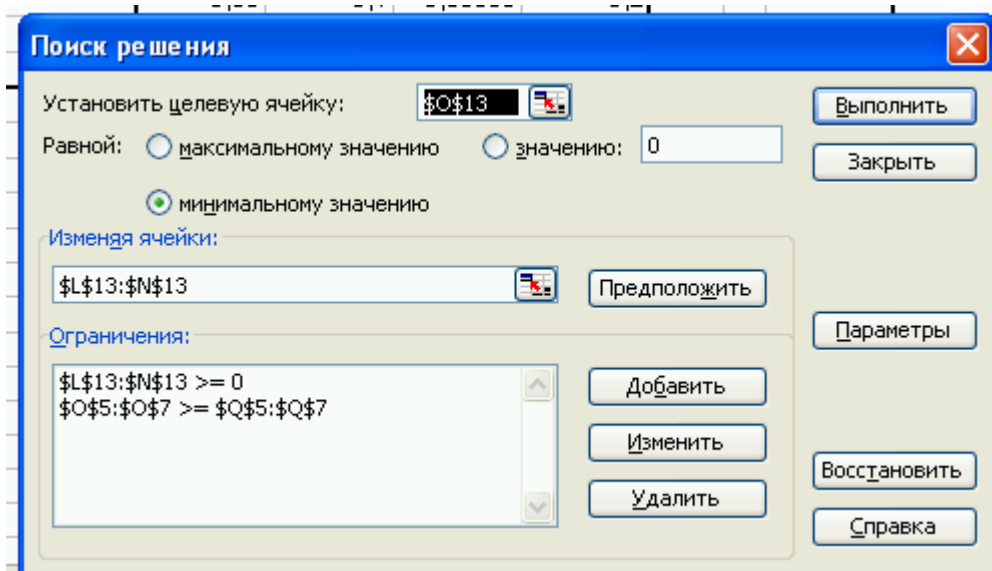 Поиск решения
Установить целевую ячейку: $O$13
Выполнить
Равной: максимальному значению значению: 0
Закрыть
минимальному значению
Изменяя ячейки:
$L$13:$N$13
Предположить
Ограничения:
Параметры
$L$13:$N$13 >= 0
$O$5:$O$7 >= $Q$5:$Q$7
Добавить
Изменить
Восстановить
Удалить
Справка